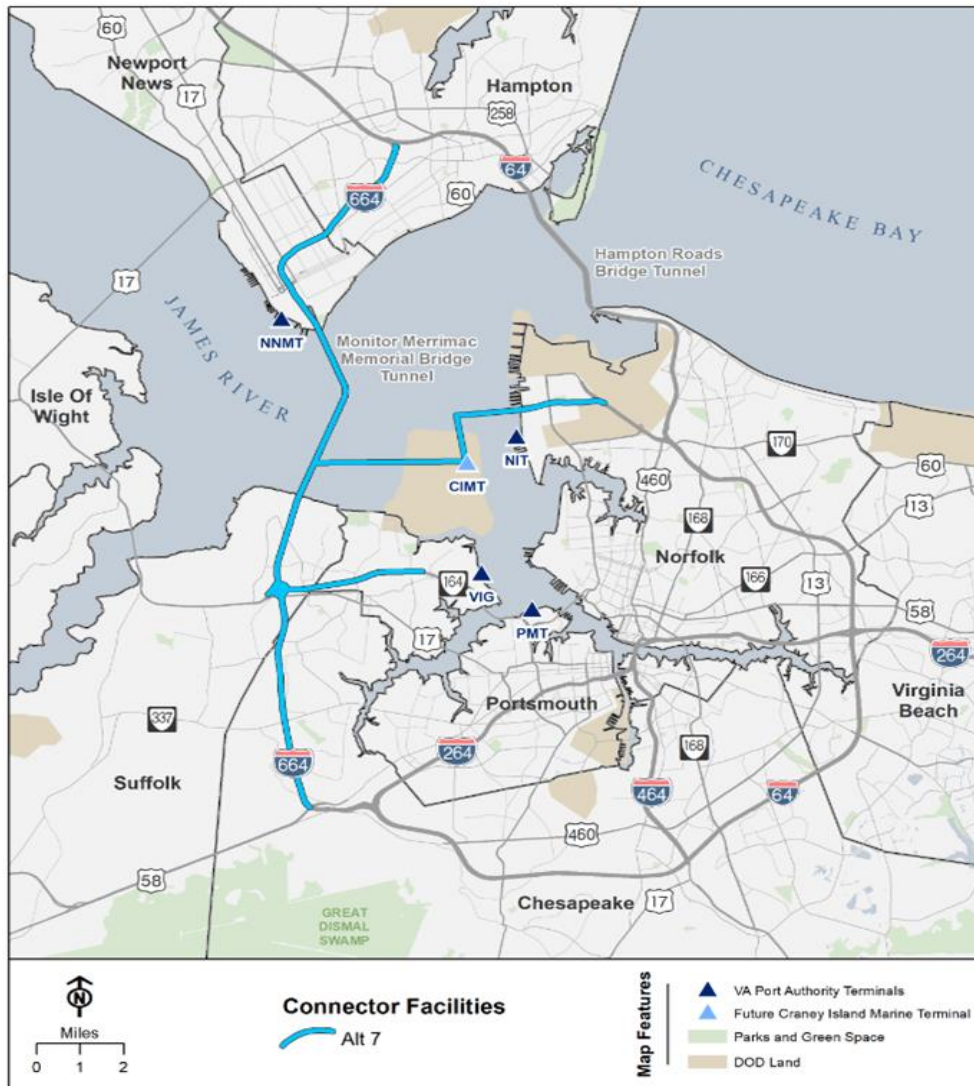 60
Newport
News
17
Hampton
258
64
60
664
CHESAPEAKE BAY
Hampton Roads
Bridge Tunnel
17
JAMES RIVER
NNMT
Monitor Merrimac
Memorial Bridge
Tunnel
Isle Of
Wight
NIT
CIMT
170
460
60
13
168
Norfolk
166
13
164
VIG
58
17
PMT
264
Virginia
Beach
Portsmouth
337
168
264
664
Suffolk
464
64
460
58
Chesapeake
17
GREAT
DISMAL
SWAMP
N
Miles
0 1 2
Connector Facilities
Alt 7
Map Features
VA Port Authority Terminals
Future Craney Island Marine Terminal
Parks and Green Space
DOD Land